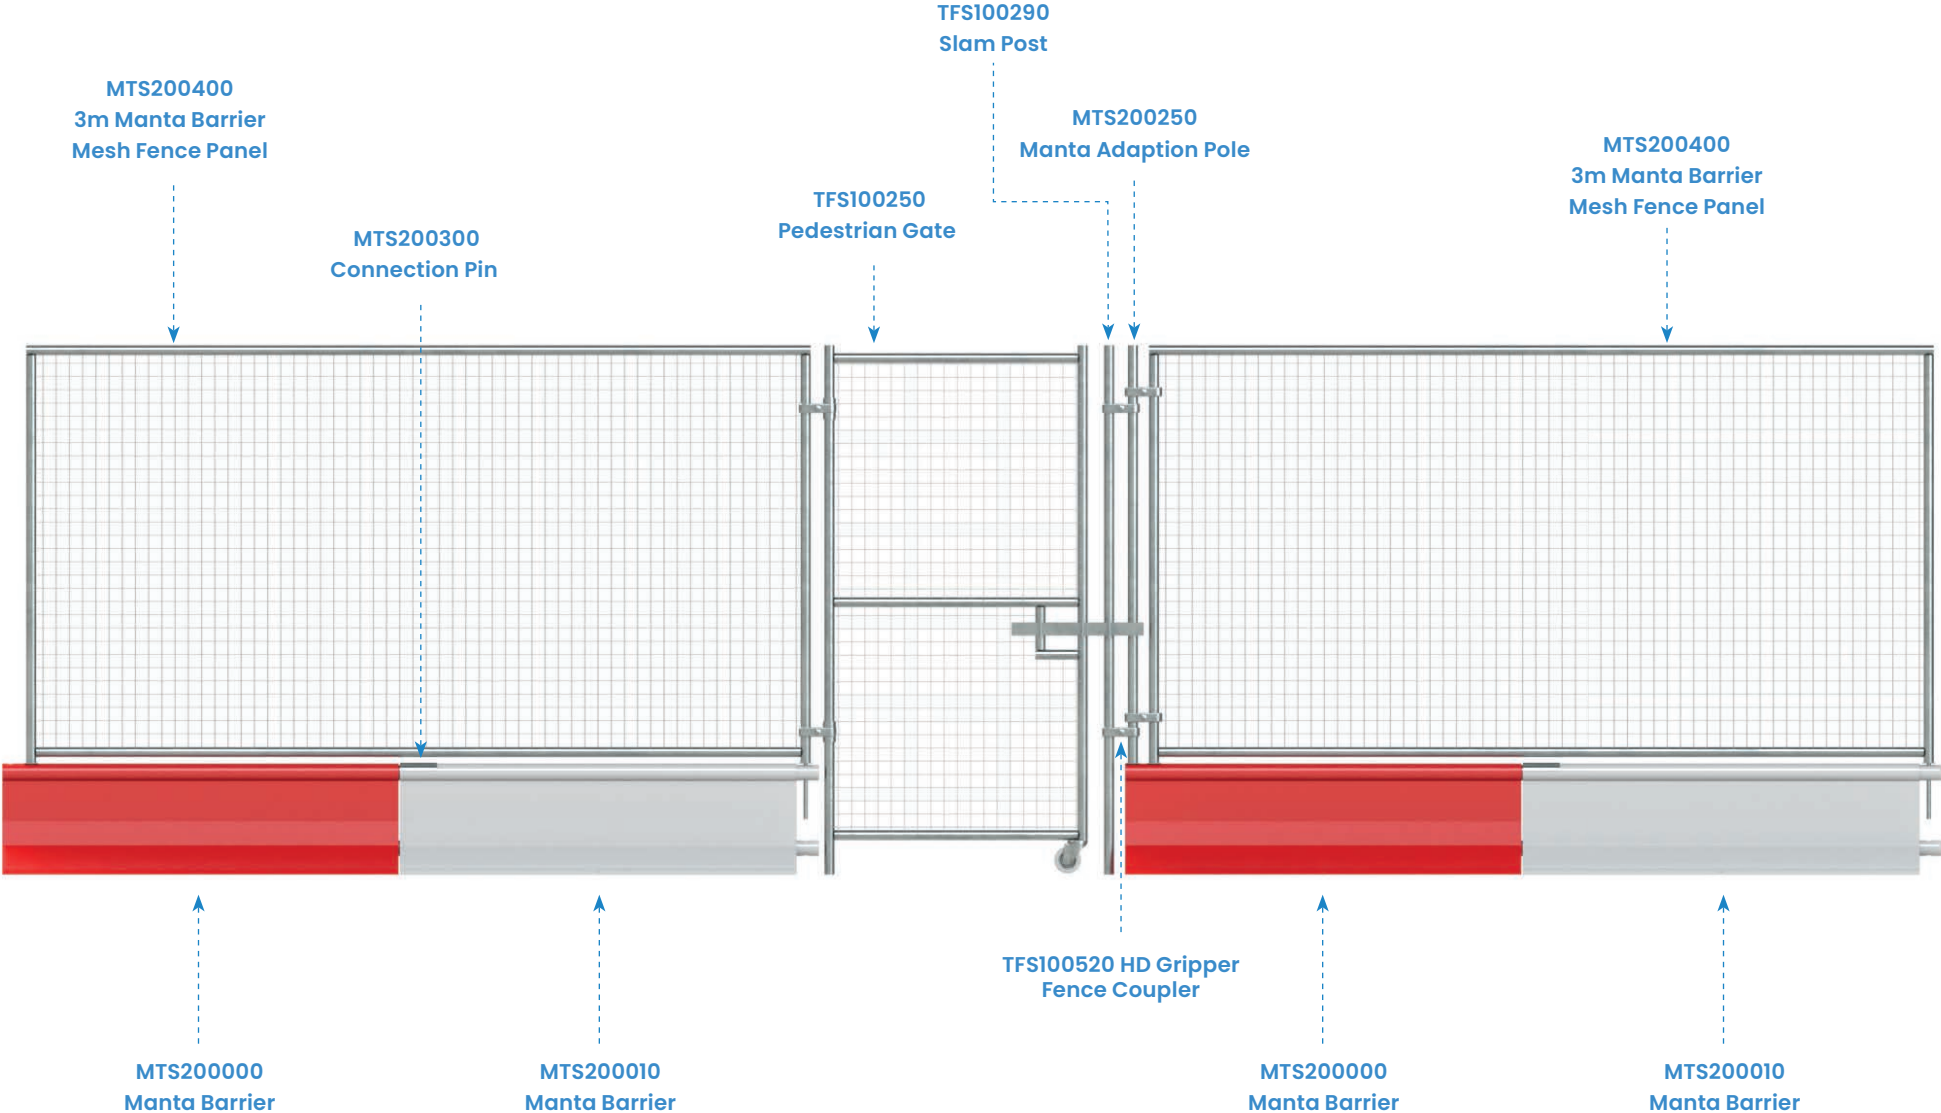 TFS100290
Slam Post
MTS200400
3m Manta Barrier
Mesh Fence Panel
MTS200250
Manta Adaption Pole
MTS200400
3m Manta Barrier
Mesh Fence Panel
TFS100250
Pedestrian Gate
MTS200300
Connection Pin
TFS100520 HD Gripper
Fence Coupler
MTS200000
Manta Barrier
MTS200010
Manta Barrier
MTS200000
Manta Barrier
MTS200010
Manta Barrier